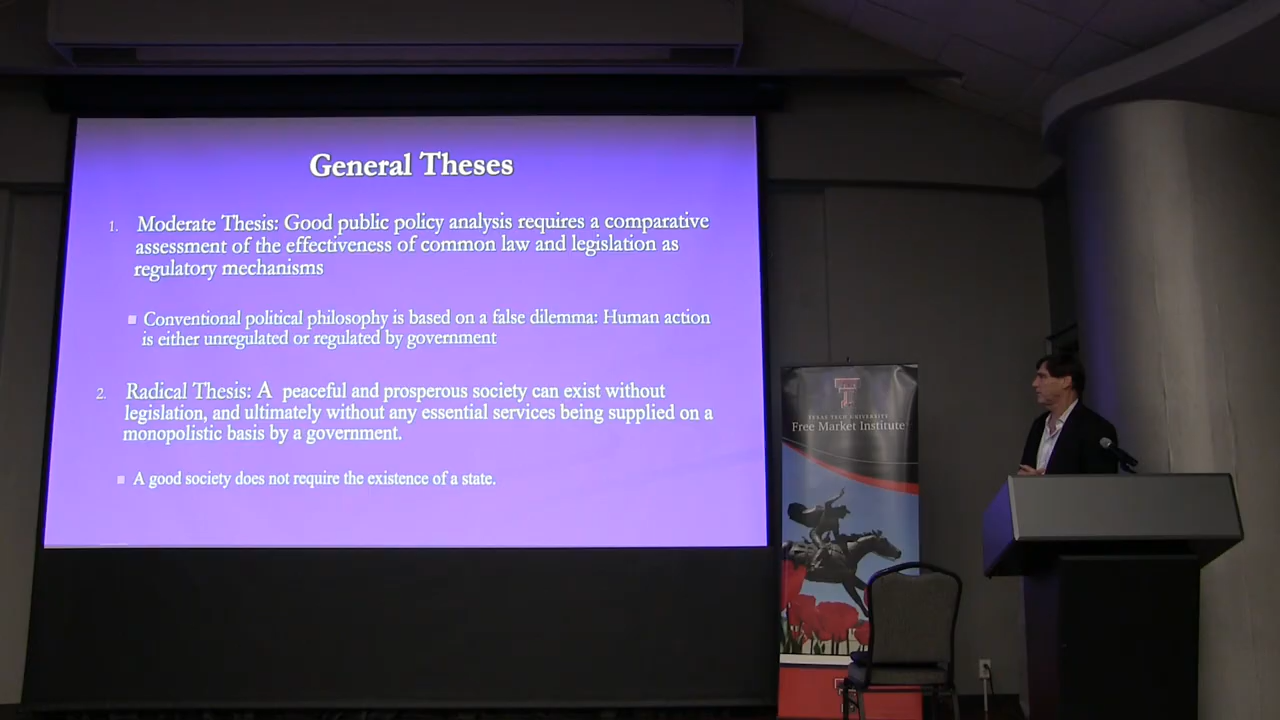 General Theses
1. Moderate Thesis: Good public policy analysis requires a comparative
assessment of the effectiveness of common law and legislation as
regulatory mechanisms
Conventional political philosophy is based on a false dilemma: Human action
is either unregulated or regulated by government
2. Radical Thesis: A peaceful and prosperous society can exist without
legislation, and ultimately without any essential services being supplied on a
monopolistic basis by a government.
A good society does not require the existence of a state.
TEXAS TECH UNIVERSITY
Free Market Institute